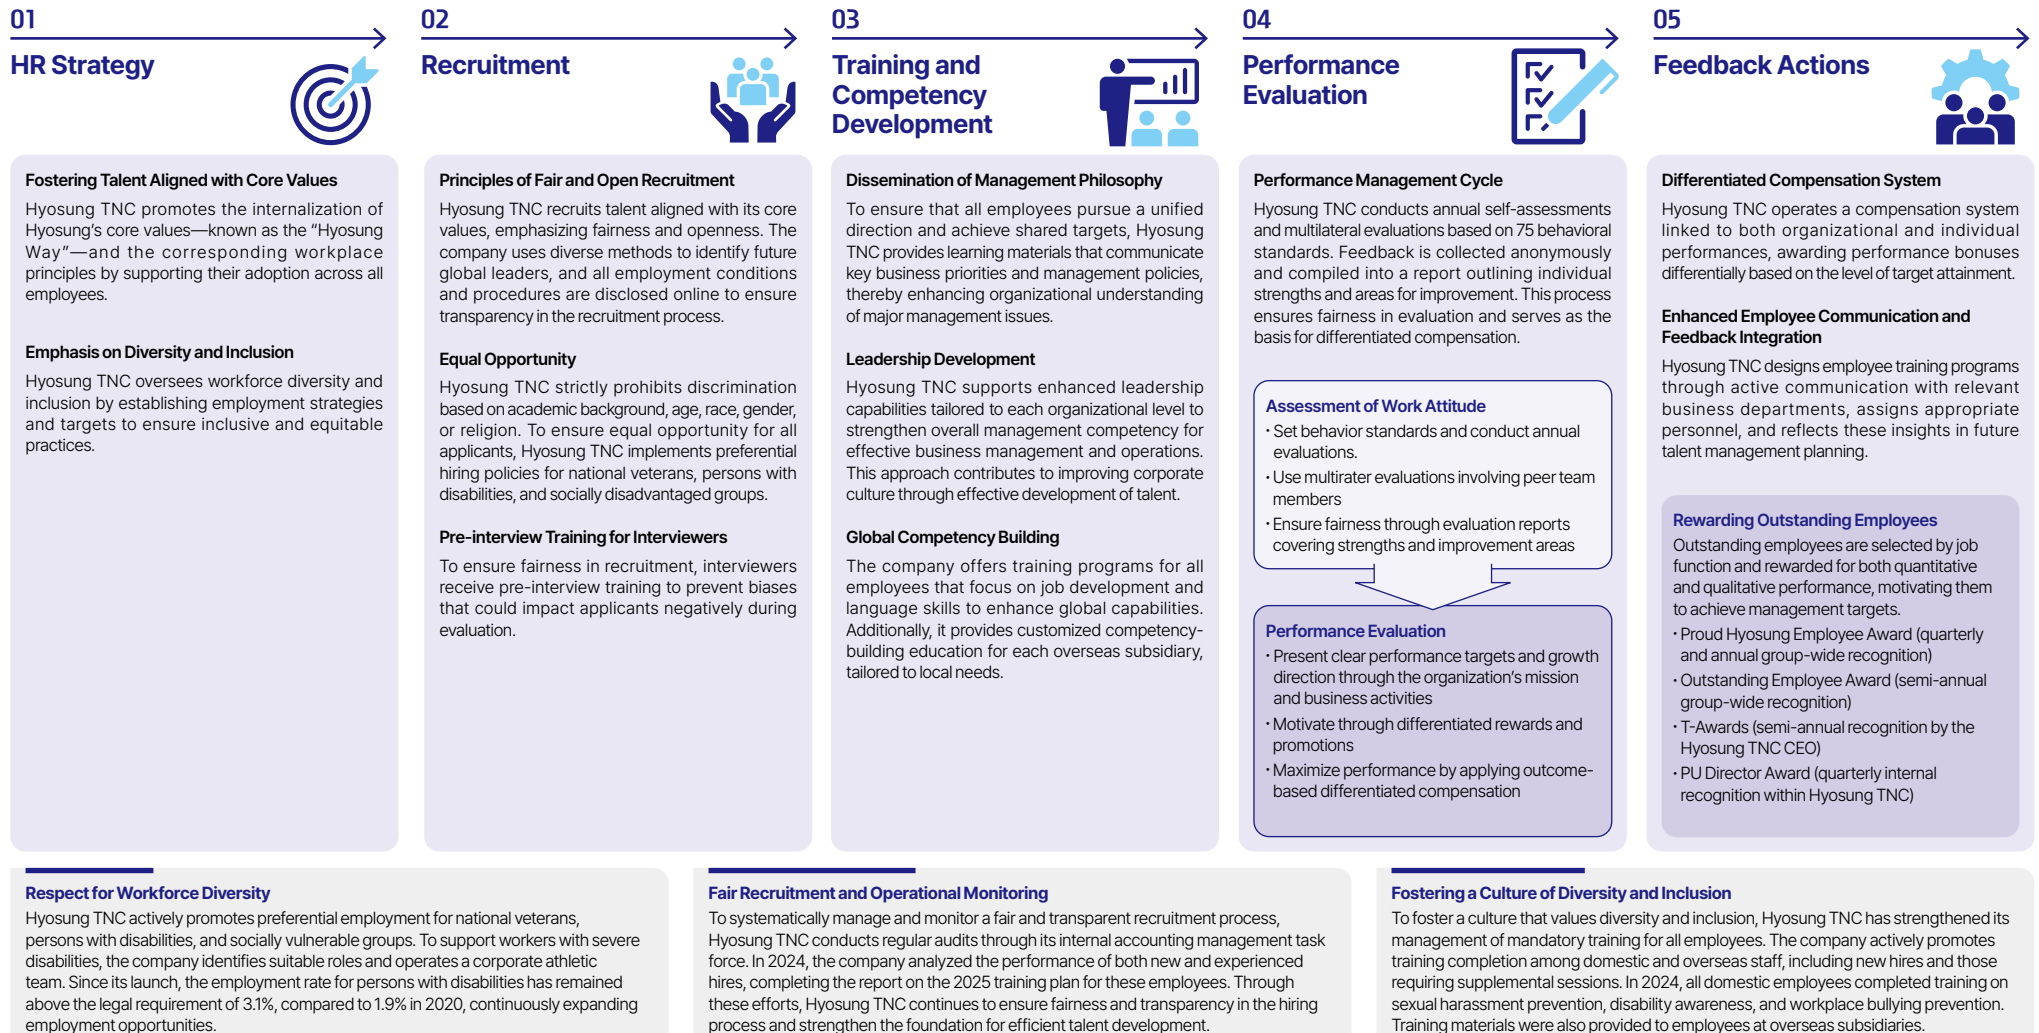 01
HR Strategy
Fostering Talent Aligned with Core Values
Hyosung TNC promotes the internalization of
Hyosung's core values—known as the “Hyosung
Way”—and the corresponding workplace
principles by supporting their adoption across all
employees.
Emphasis on Diversity and Inclusion
Hyosung TNC oversees workforce diversity and
inclusion by establishing employment strategies
and targets to ensure inclusive and equitable
practices.
02
Recruitment
Principles of Fair and Open Recruitment
Hyosung TNC recruits talent aligned with its core
values, emphasizing fairness and openness. The
company uses diverse methods to identify future
global leaders, and all employment conditions
and procedures are disclosed online to ensure
transparency in the recruitment process.
Equal Opportunity
Hyosung TNC strictly prohibits discrimination
based on academic background, age, race, gender,
or religion. To ensure equal opportunity for all
applicants, Hyosung TNC implements preferential
hiring policies for national veterans, persons with
disabilities, and socially disadvantaged groups.
Pre-interview Training for Interviewers
To ensure fairness in recruitment, interviewers
receive pre-interview training to prevent biases
that could impact applicants negatively during
evaluation.
03
Training and
Competency
Development
Dissemination of Management Philosophy
To ensure that all employees pursue a unified
direction and achieve shared targets, Hyosung
TNC provides learning materials that communicate
key business priorities and management policies,
thereby enhancing organizational understanding
of major management issues.
Leadership Development
Hyosung TNC supports enhanced leadership
capabilities tailored to each organizational level to
strengthen overall management competency for
effective business management and operations.
This approach contributes to improving corporate
culture through effective development of talent.
Global Competency Building
The company offers training programs for all
employees that focus on job development and
language skills to enhance global capabilities.
Additionally, it provides customized competency-
building education for each overseas subsidiary,
tailored to local needs.
04
Performance
Evaluation
Performance Management Cycle
Hyosung TNC conducts annual self-assessments
and multilateral evaluations based on 75 behavioral
standards. Feedback is collected anonymously
and compiled into a report outlining individual
strengths and areas for improvement. This process
ensures fairness in evaluation and serves as the
basis for differentiated compensation.
Assessment of Work Attitude
· Set behavior standards and conduct annual
evaluations.
· Use multirater evaluations involving peer team
members
· Ensure fairness through evaluation reports
covering strengths and improvement areas
Performance Evaluation
· Present clear performance targets and growth
direction through the organization's mission
and business activities
· Motivate through differentiated rewards and
promotions
· Maximize performance by applying outcome-
based differentiated compensation
05
Feedback Actions
Differentiated Compensation System
Hyosung TNC operates a compensation system
linked to both organizational and individual
performances, awarding performance bonuses
differentially based on the level of target attainment.
Enhanced Employee Communication and
Feedback Integration
Hyosung TNC designs employee training programs
through active communication with relevant
business departments, assigns appropriate
personnel, and reflects these insights in future
talent management planning.
Rewarding Outstanding Employees
Outstanding employees are selected by job
function and rewarded for both quantitative
and qualitative performance, motivating them
to achieve management targets.
· Proud Hyosung Employee Award (quarterly
and annual group-wide recognition)
· Outstanding Employee Award (semi-annual
group-wide recognition)
· T-Awards (semi-annual recognition by the
Hyosung TNC CEO)
· PU Director Award (quarterly internal
recognition within Hyosung TNC)
Respect for Workforce Diversity
Hyosung TNC actively promotes preferential employment for national veterans,
persons with disabilities, and socially vulnerable groups. To support workers with severe
disabilities, the company identifies suitable roles and operates a corporate athletic
team. Since its launch, the employment rate for persons with disabilities has remained
above the legal requirement of 3.1%, compared to 1.9% in 2020, continuously expanding
employment opportunities.
Fair Recruitment and Operational Monitoring
To systematically manage and monitor a fair and transparent recruitment process,
Hyosung TNC conducts regular audits through its internal accounting management task
force. In 2024, the company analyzed the performance of both new and experienced
hires, completing the report on the 2025 training plan for these employees. Through
these efforts, Hyosung TNC continues to ensure fairness and transparency in the hiring
process and strengthen the foundation for efficient talent development.
Fostering a Culture of Diversity and Inclusion
To foster a culture that values diversity and inclusion, Hyosung TNC has strengthened its
management of mandatory training for all employees. The company actively promotes
training completion among domestic and overseas staff, including new hires and those
requiring supplemental sessions. In 2024, all domestic employees completed training on
sexual harassment prevention, disability awareness, and workplace bullying prevention.
Training materials were also provided to employees at overseas subsidiaries.